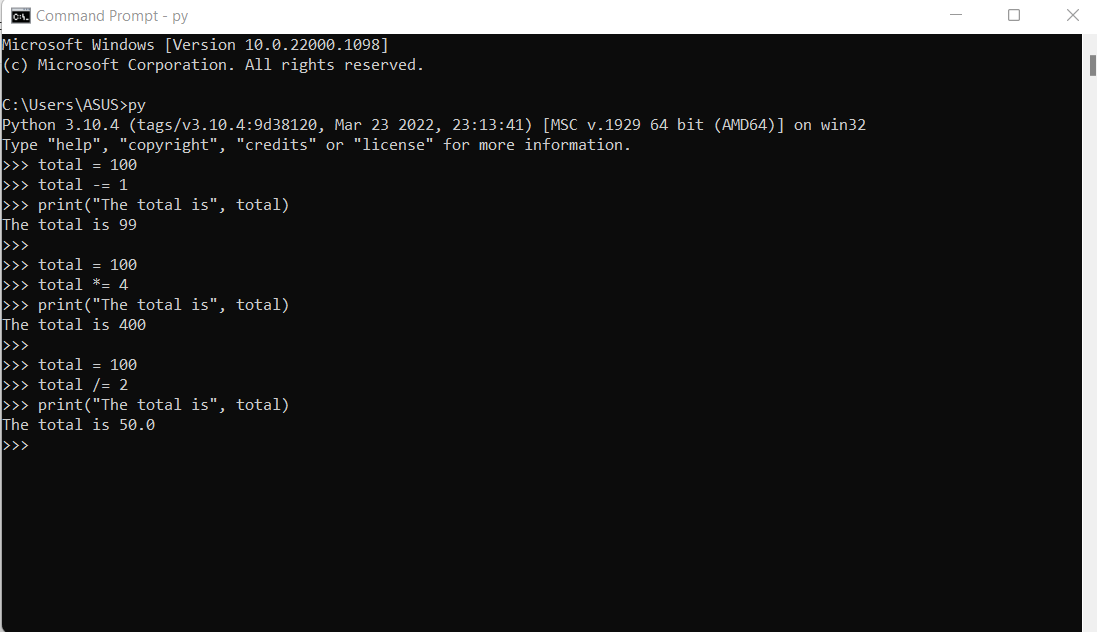 Command Prompt - py
Microsoft Windows [Version 10.0.22000.1098]
(c) Microsoft Corporation. All rights reserved.
C:\Users\ASUS>py
Python 3.10.4 (tags/v3.10.4:9d38120, Mar 23 2022, 23:13:41) [MSC v.1929 64 bit (AMD64)] on win32
Type "help", "copyright", "credits" or "license" for more information.
>>> total = 100
>>> total -= 1
>>> print("The total is", total)
The total is 99
>>>
>>> total = 100
>>> total *= 4
>>> print("The total is", total)
The total is 400
>>>
>>> total = 100
>>> total /= 2
>>> print("The total is", total)
The total is 50.0
>>>